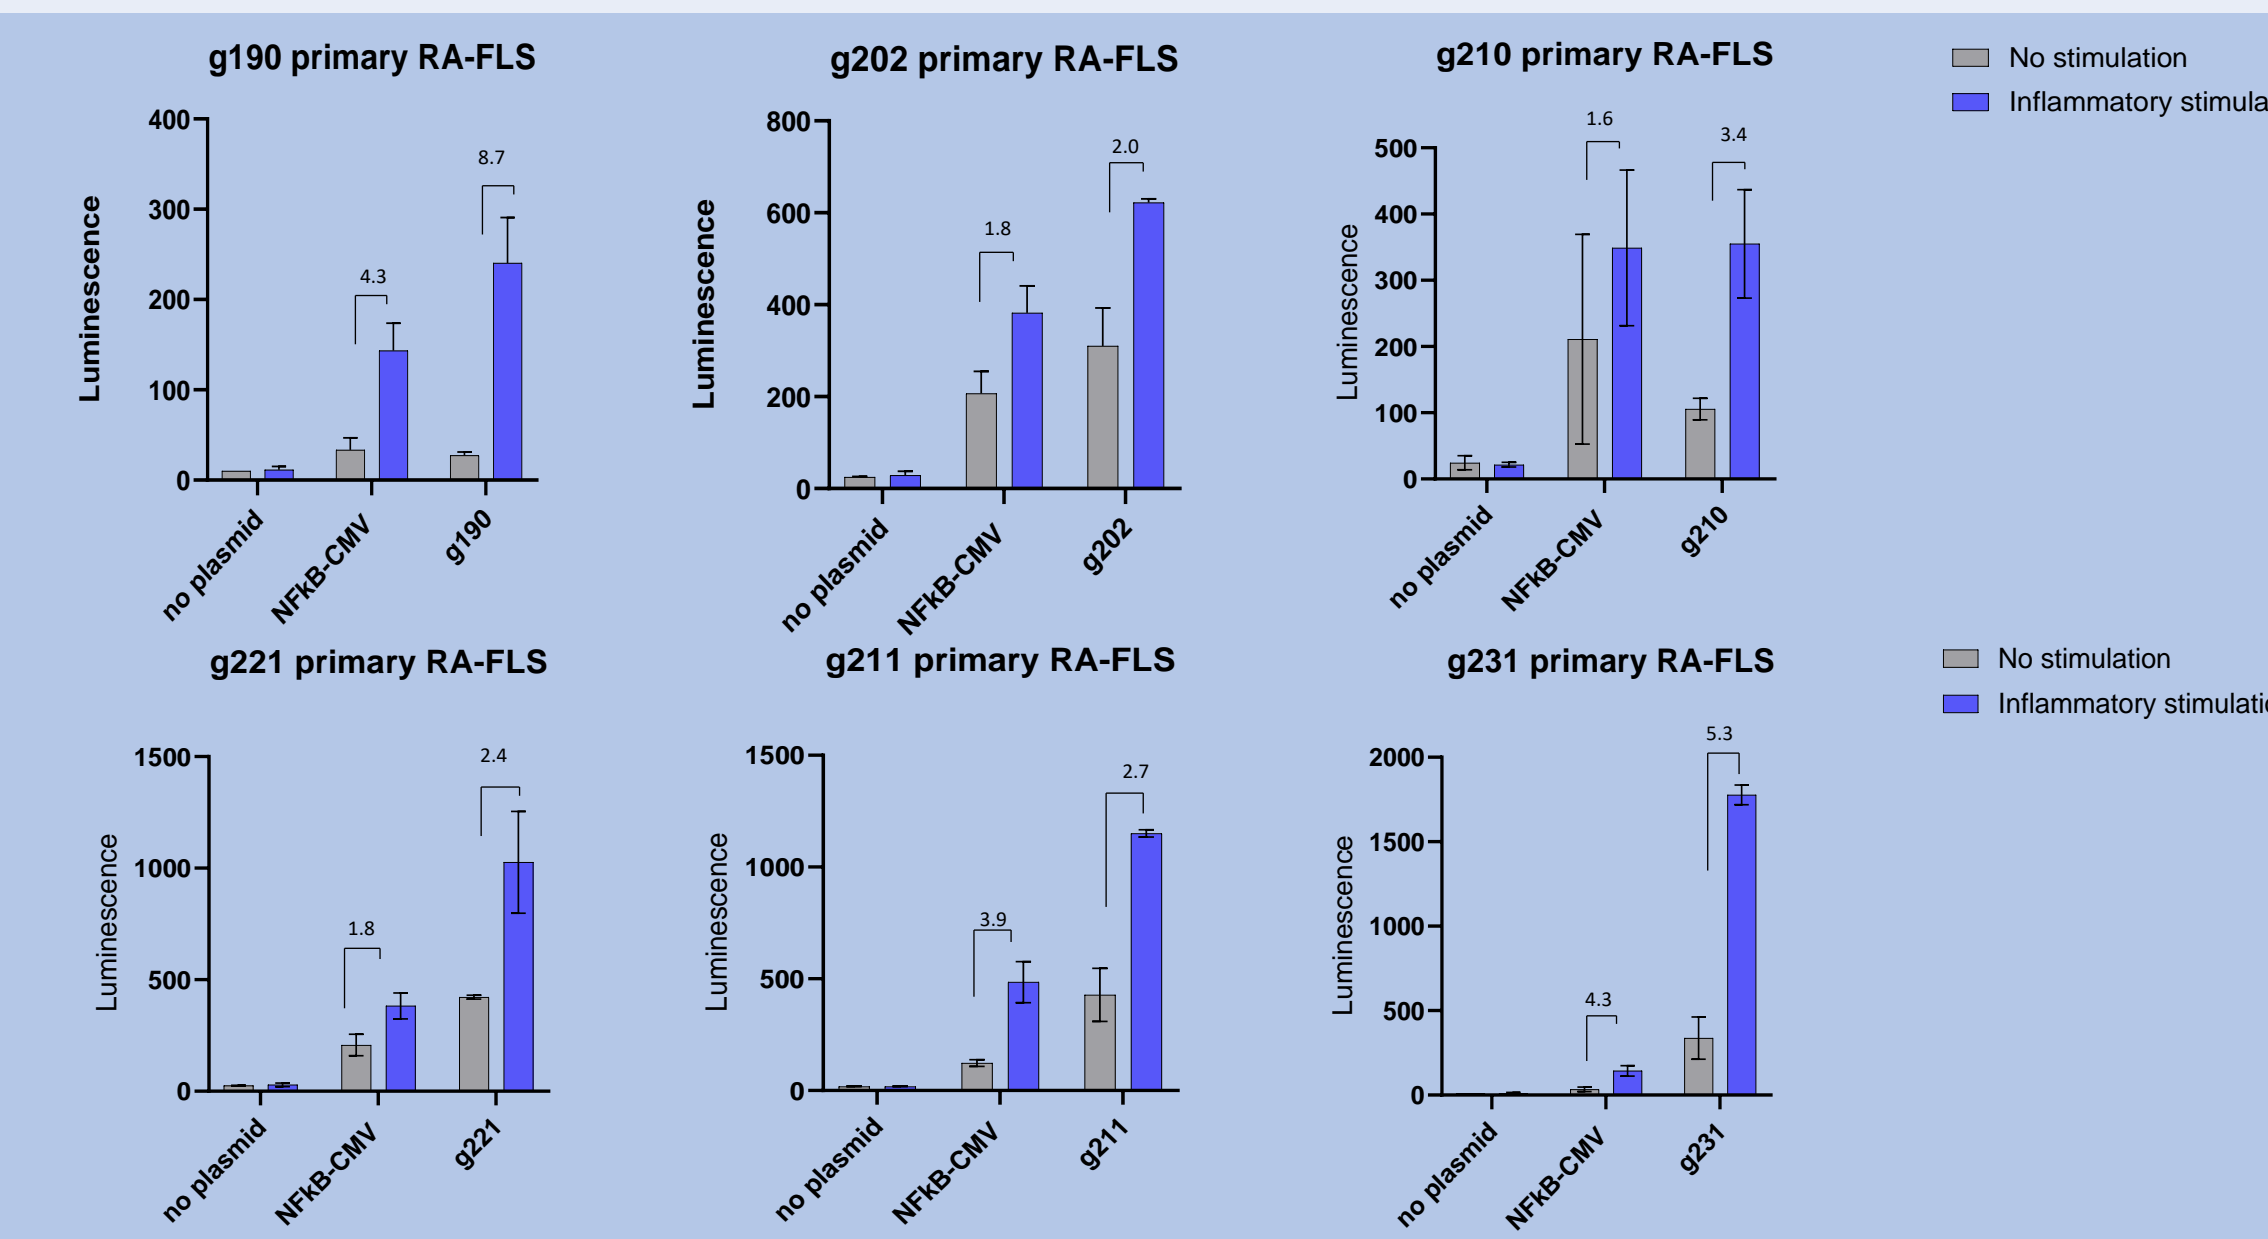 g190 primary RA-FLS
g202 primary RA-FLS
g210 primary RA-FLS
No stimulation
Inflammatory stimula
Luminescence
400
300
200
100
0
4.3
8.7
no plasmid
NFkB-CMV
g190
Luminescence
800
600
400
200
0
1.8
2.0
no plasmid
NFkB-CMV
g202
Luminescence
500
400
300
200
100
0
1.6
3.4
no plasmid
NFkB-CMV
g210
g221 primary RA-FLS
g211 primary RA-FLS
g231 primary RA-FLS
No stimulation
Inflammatory stimulati
Luminescence
1500
1000
500
0
1.8
2.4
no plasmid
NFkB-CMV
g221
Luminescence
1500
1000
500
0
3.9
2.7
no plasmid
NFkB-CMV
g211
Luminescence
2000
1500
1000
500
0
4.3
5.3
no plasmid
NFkB-CMV
g231